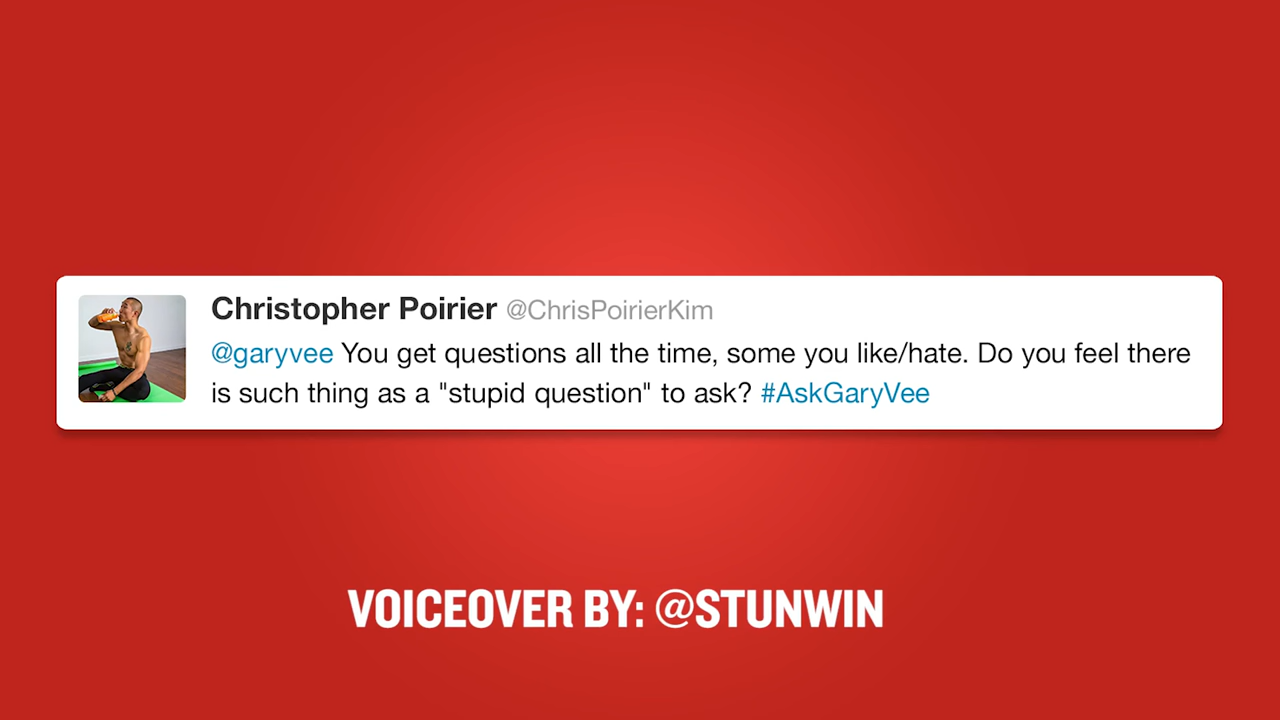 Christopher Poirier @ChrisPoirierKim
@garyvee You get questions all the time, some you like/hate. Do you feel there
is such thing as a "stupid question" to ask? #AskGaryVee
VOICEOVER BY: @STUNWIN